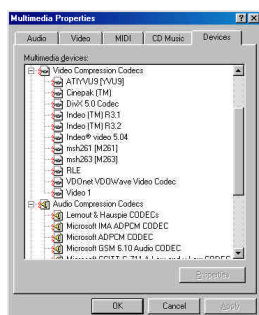 Multimedia Properties
Audio
Video
MIDI
CD Music
Devices
Multimedia devices:
Video Compression Codecs
ATIYVU9 [YVU9]
Cinepak (TM)
DivX 5.0 Codec
Indeo (TM) R3.1
Indeo (TM) R3.2
Indeo® video 5.04
msh261 [M261]
msh263 [M263]
RLE
VDOnet VDOWave Video Codec
Video 1
Audio Compression Codecs
Lernout & Hauspie CODECs
Microsoft IMA ADPCM CODEC
Microsoft ADPCM CODEC
Microsoft GSM 6.10 Audio CODEC
Properties
OK
Cancel
Apply